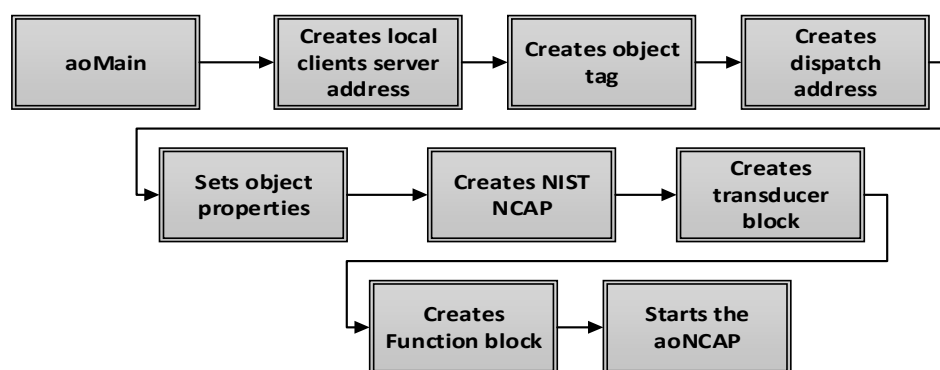 aoMain
Creates local
clients server
address
Creates object
tag
Creates
dispatch
address
Sets object
properties
Creates NIST
NCAP
Creates
transducer
block
Creates
Function block
Starts the
aoNCAP